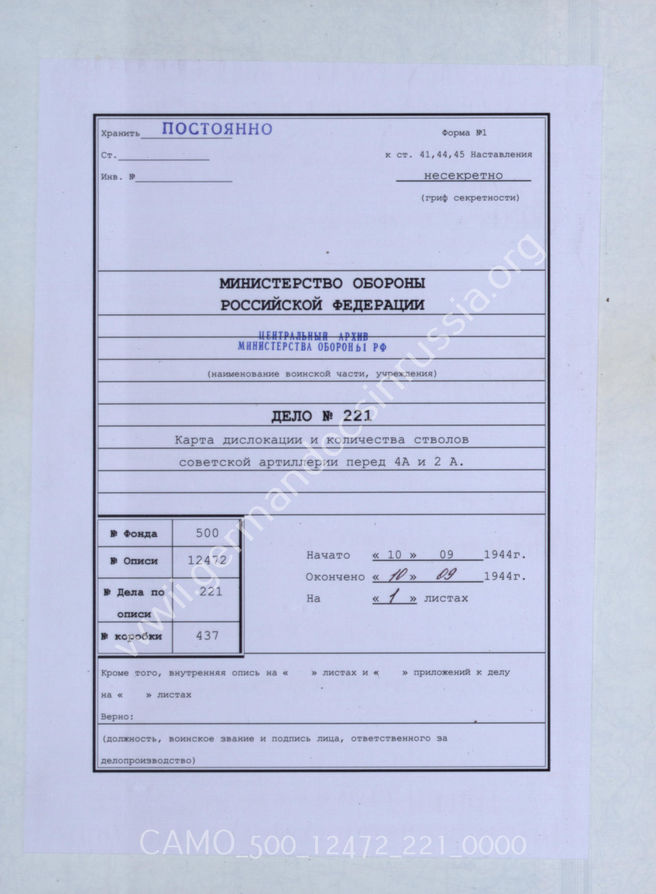 Хранить ПОСТОЯННО
Форма №1
Ст.
к ст. 41,44,45 Наставления
Инв. №
несекретно
(гриф секретности)
МИНИСТЕРСТВО ОБОРОНЫ
РОССИЙСКОЙ ФЕДЕРАЦИИ
ЦЕНТРАЛЬНЫЙ АРХИВ
МИНИСТЕРСТВА ОБОРОНЫ РФ
(наименование воинской части, учреждения)
ДЕЛО № 221
Карта дислокации и количества стволов
советской артиллерии перед 4А и 2 А.
№ Фонда 500
№ Описи 12472
№ Дела по описи 221
№ коробки 437
Начато « 10 » 09 1944г.
Окончено « 10 » 09 1944г.
На « 1 » листах
Кроме того, внутренняя опись на « » листах и « » приложений к делу
на « » листах
Верно:
(должность, воинское звание и подпись лица, ответственного за
делопроизводство)
www.germandocsinrussia.org
CAMO_500_12472_221_0000